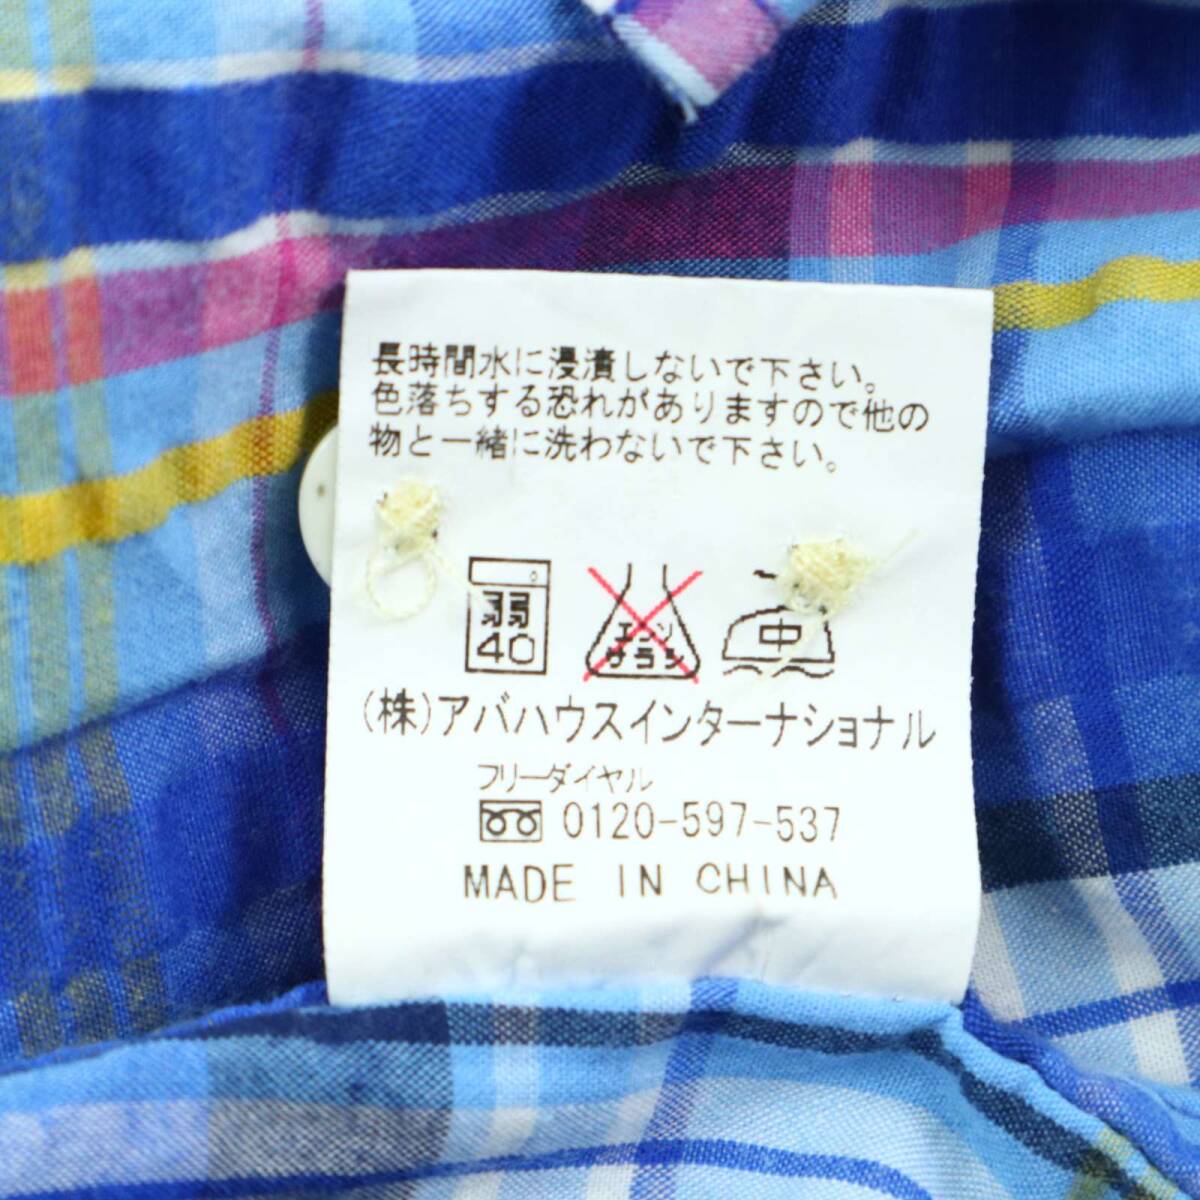 長時間水に浸漬しないで下さい。
色落ちする恐れがありますので他の
物と一緒に洗わないで下さい。
弱
40
エンソ
サラシ
中
(株)アバハウスインターナショナル
フリーダイヤル
0120-597-537
MADE IN CHINA